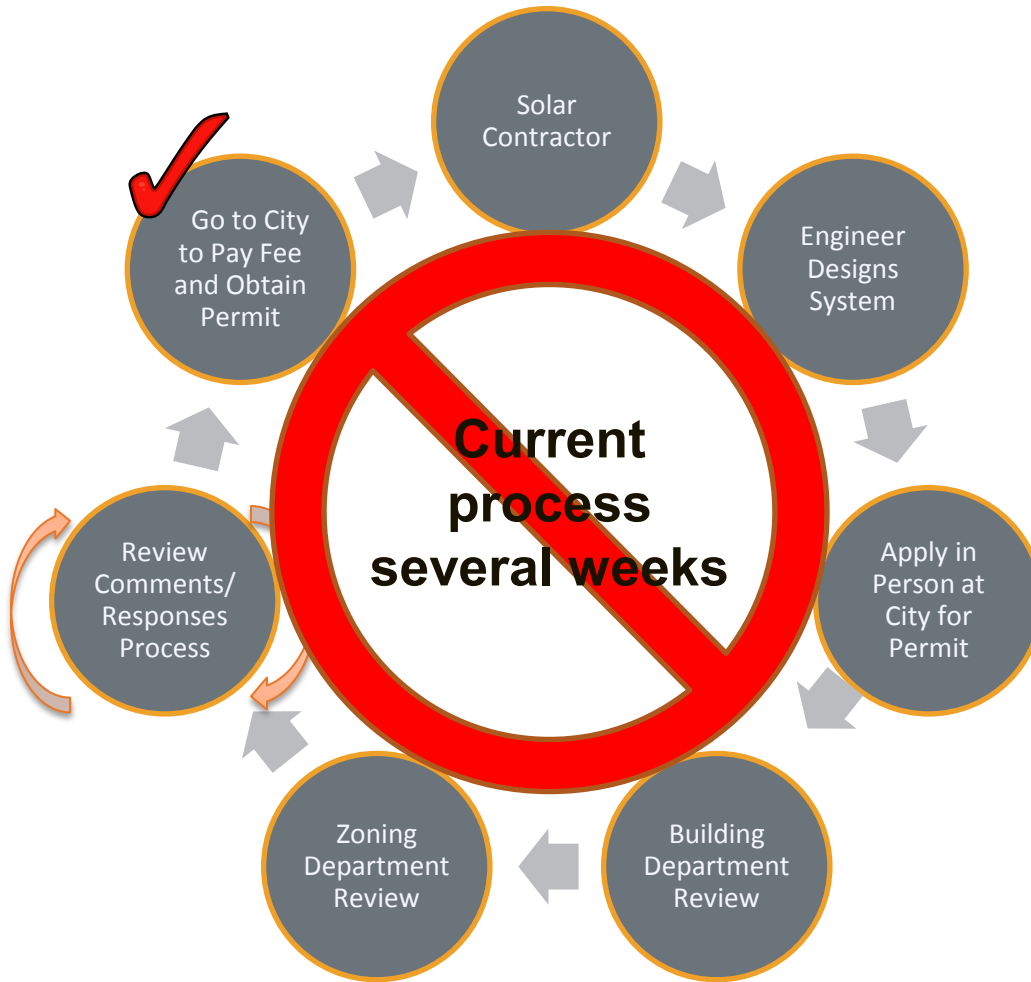 Solar
Contractor
Engineer
Designs
System
Apply in
Person at
City for
Permit
Building
Department
Review
Zoning
Department
Review
Review
Comments/
Responses
Process
Go to City
to Pay Fee
and Obtain
Permit
Current
process
several weeks